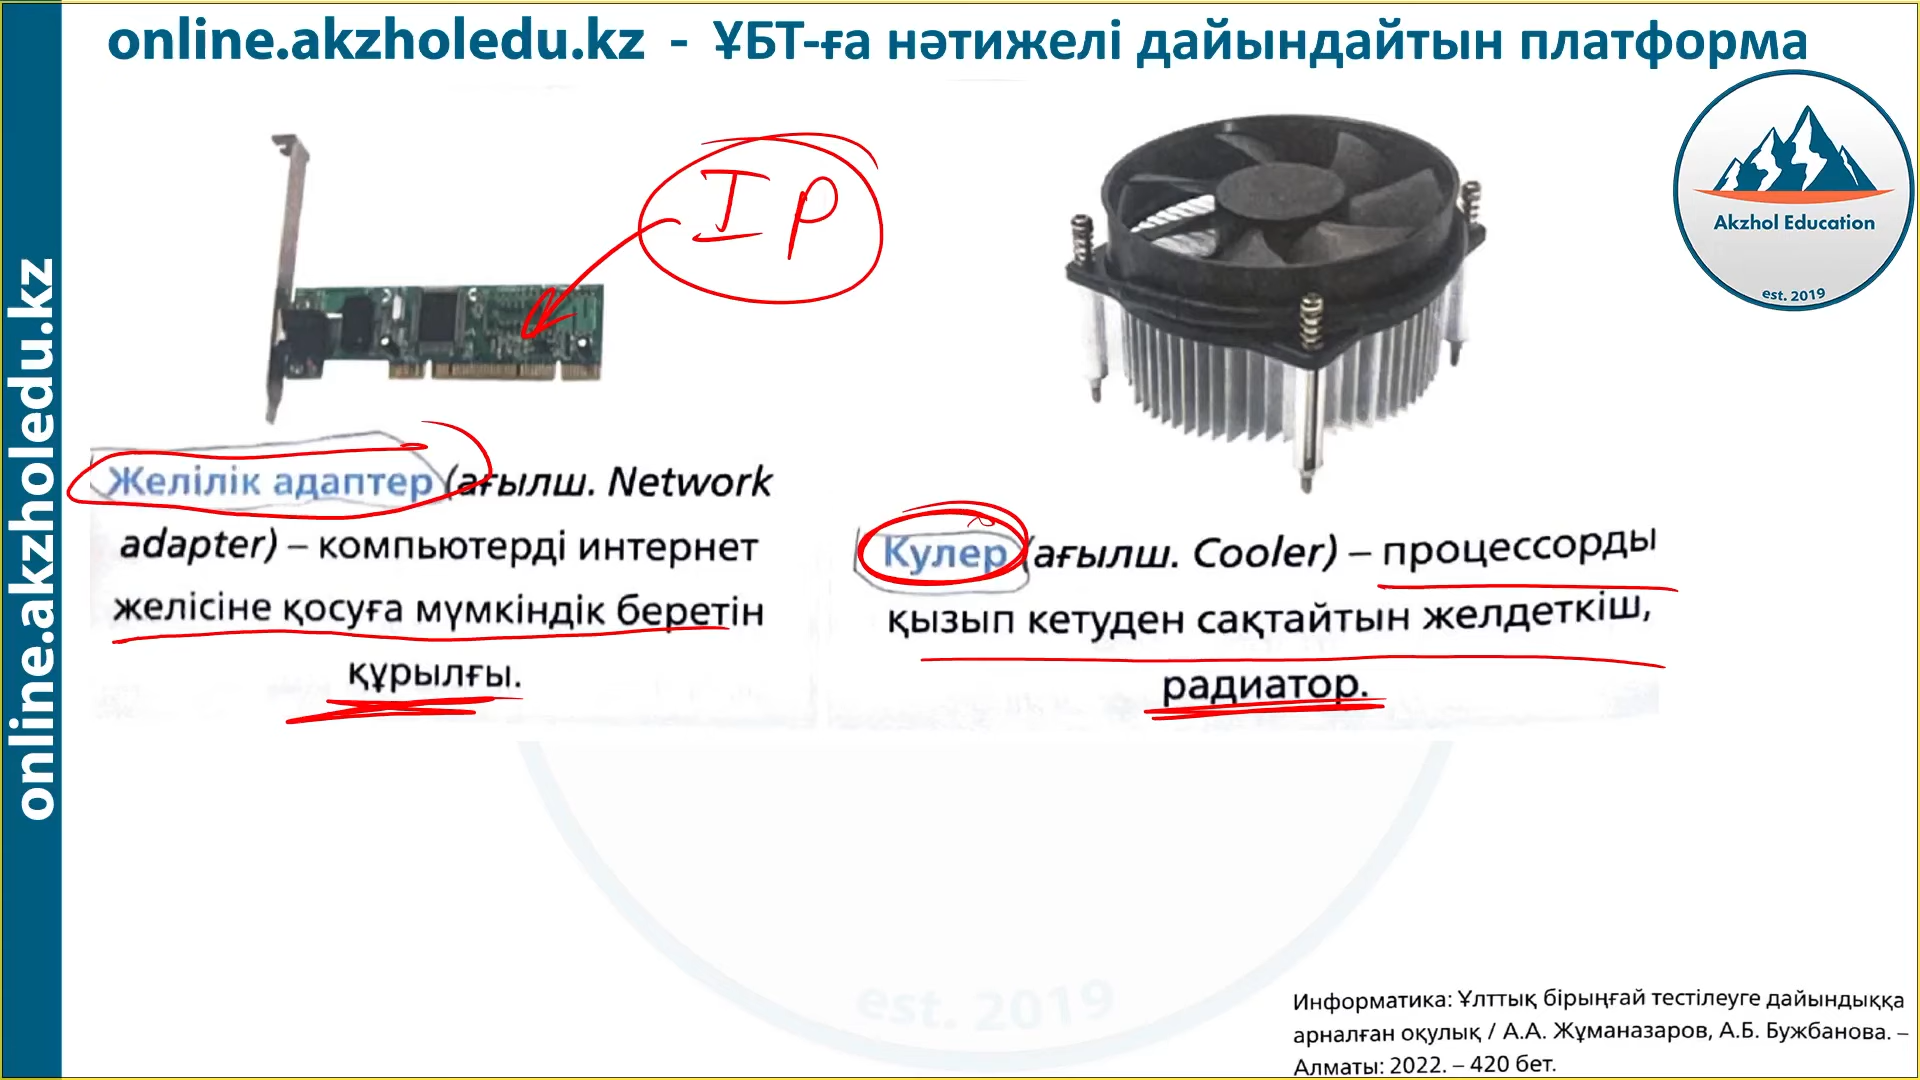 online.akzholedu.kz - ҰБТ-ға нәтижелі дайындайтын платформа
online.akzholedu.kz
Akzhol Education
est. 2019
IP
Желілік адаптер (ағылш. Network
adapter) – компьютерді интернет
желісіне қосуға мүмкіндік беретін
құрылғы.
Кулер (ағылш. Cooler) – процессорды
қызып кетуден сақтайтын желдеткіш,
радиатор.
est. 2019
Информатика: Ұлттық бірыңғай тестілеуге дайындыққа
арналған оқулық / А.А. Жұманазаров, А.Б. Бужбанова. –
Алматы: 2022. – 420 бет.